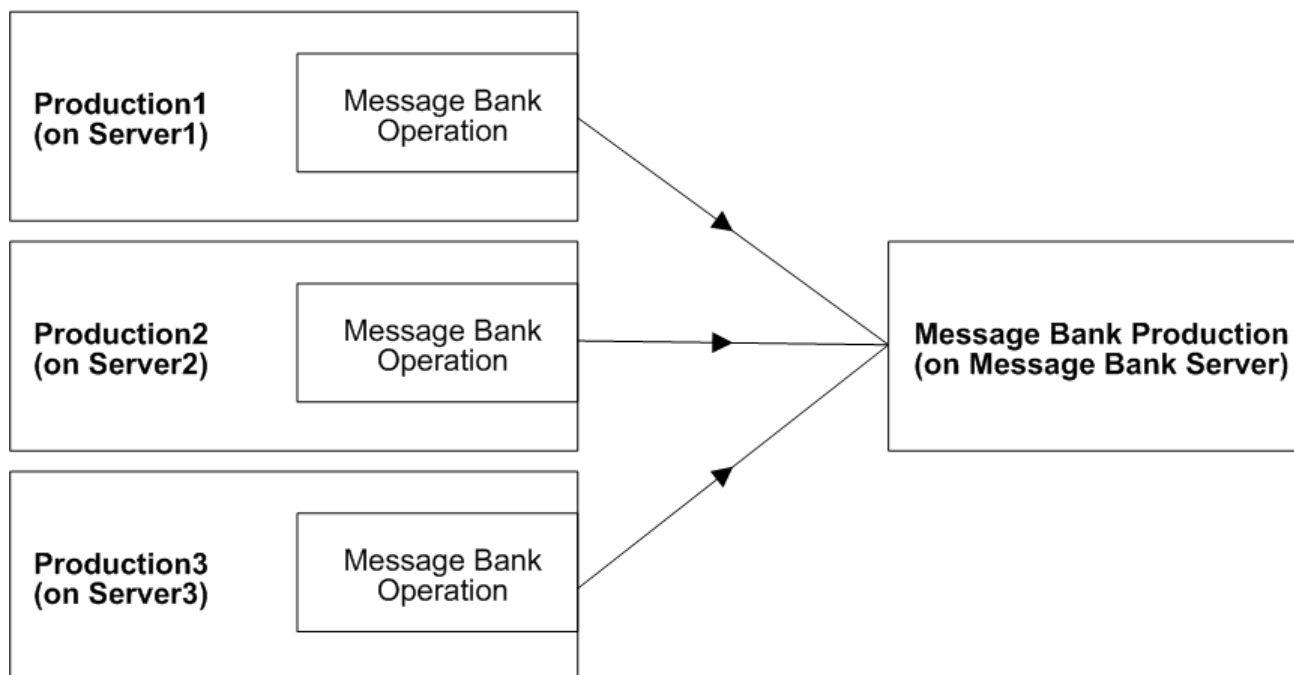 Production1
(on Server1)
Message Bank
Operation
Production2
(on Server2)
Message Bank
Operation
Message Bank Production
(on Message Bank Server)
Production3
(on Server3)
Message Bank
Operation